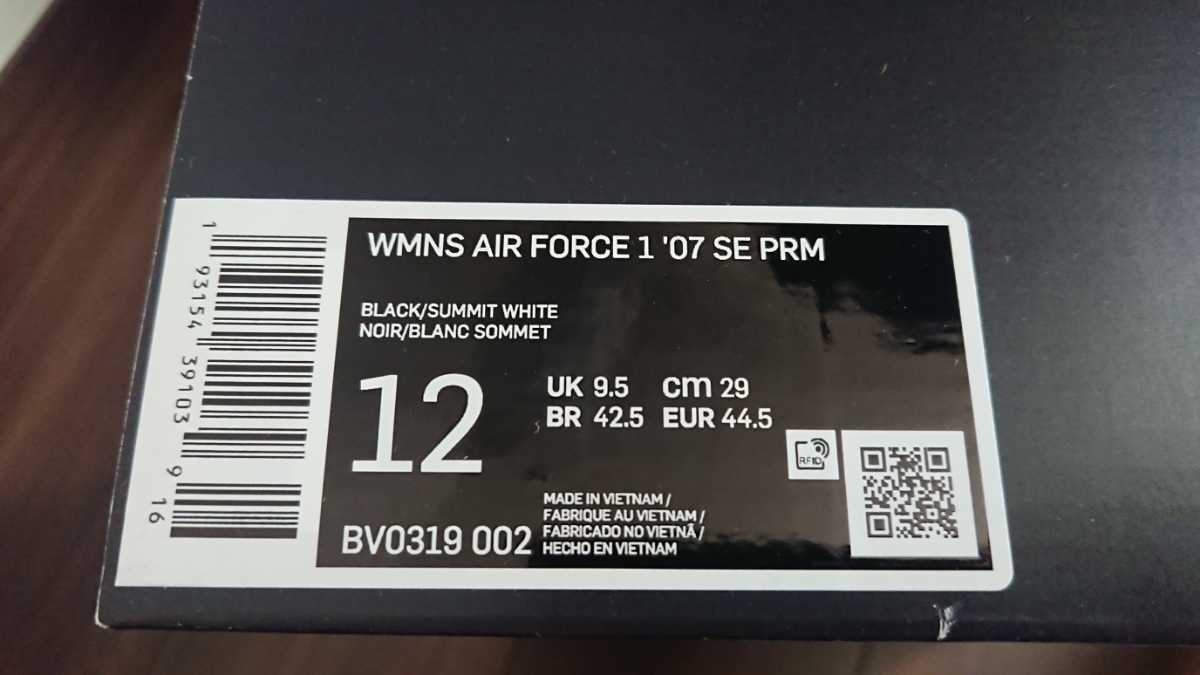 WMNS AIR FORCE 1 '07 SE PRM
BLACK/SUMMIT WHITE
NOIR/BLANC SOMMET
12
UK 9.5 cm 29
BR 42.5 EUR 44.5
RFID
BV0319 002
MADE IN VIETNAM /
FABRIQUE AU VIETNAM /
FABRICADO NO VIETNÃ /
HECHO EN VIETNAM
1 93154 39103 9 16